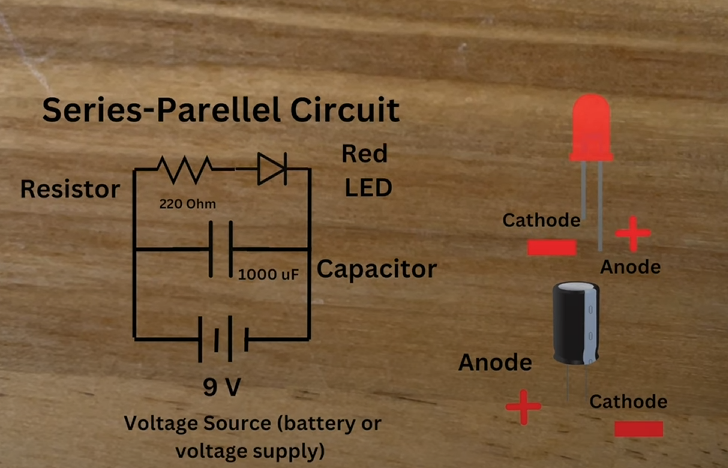 Series-Parellel Circuit
Red
LED
Resistor
220 Ohm
1000 uF
Capacitor
9 V
Voltage Source (battery or
voltage supply)
Cathode
Anode
Anode
Cathode